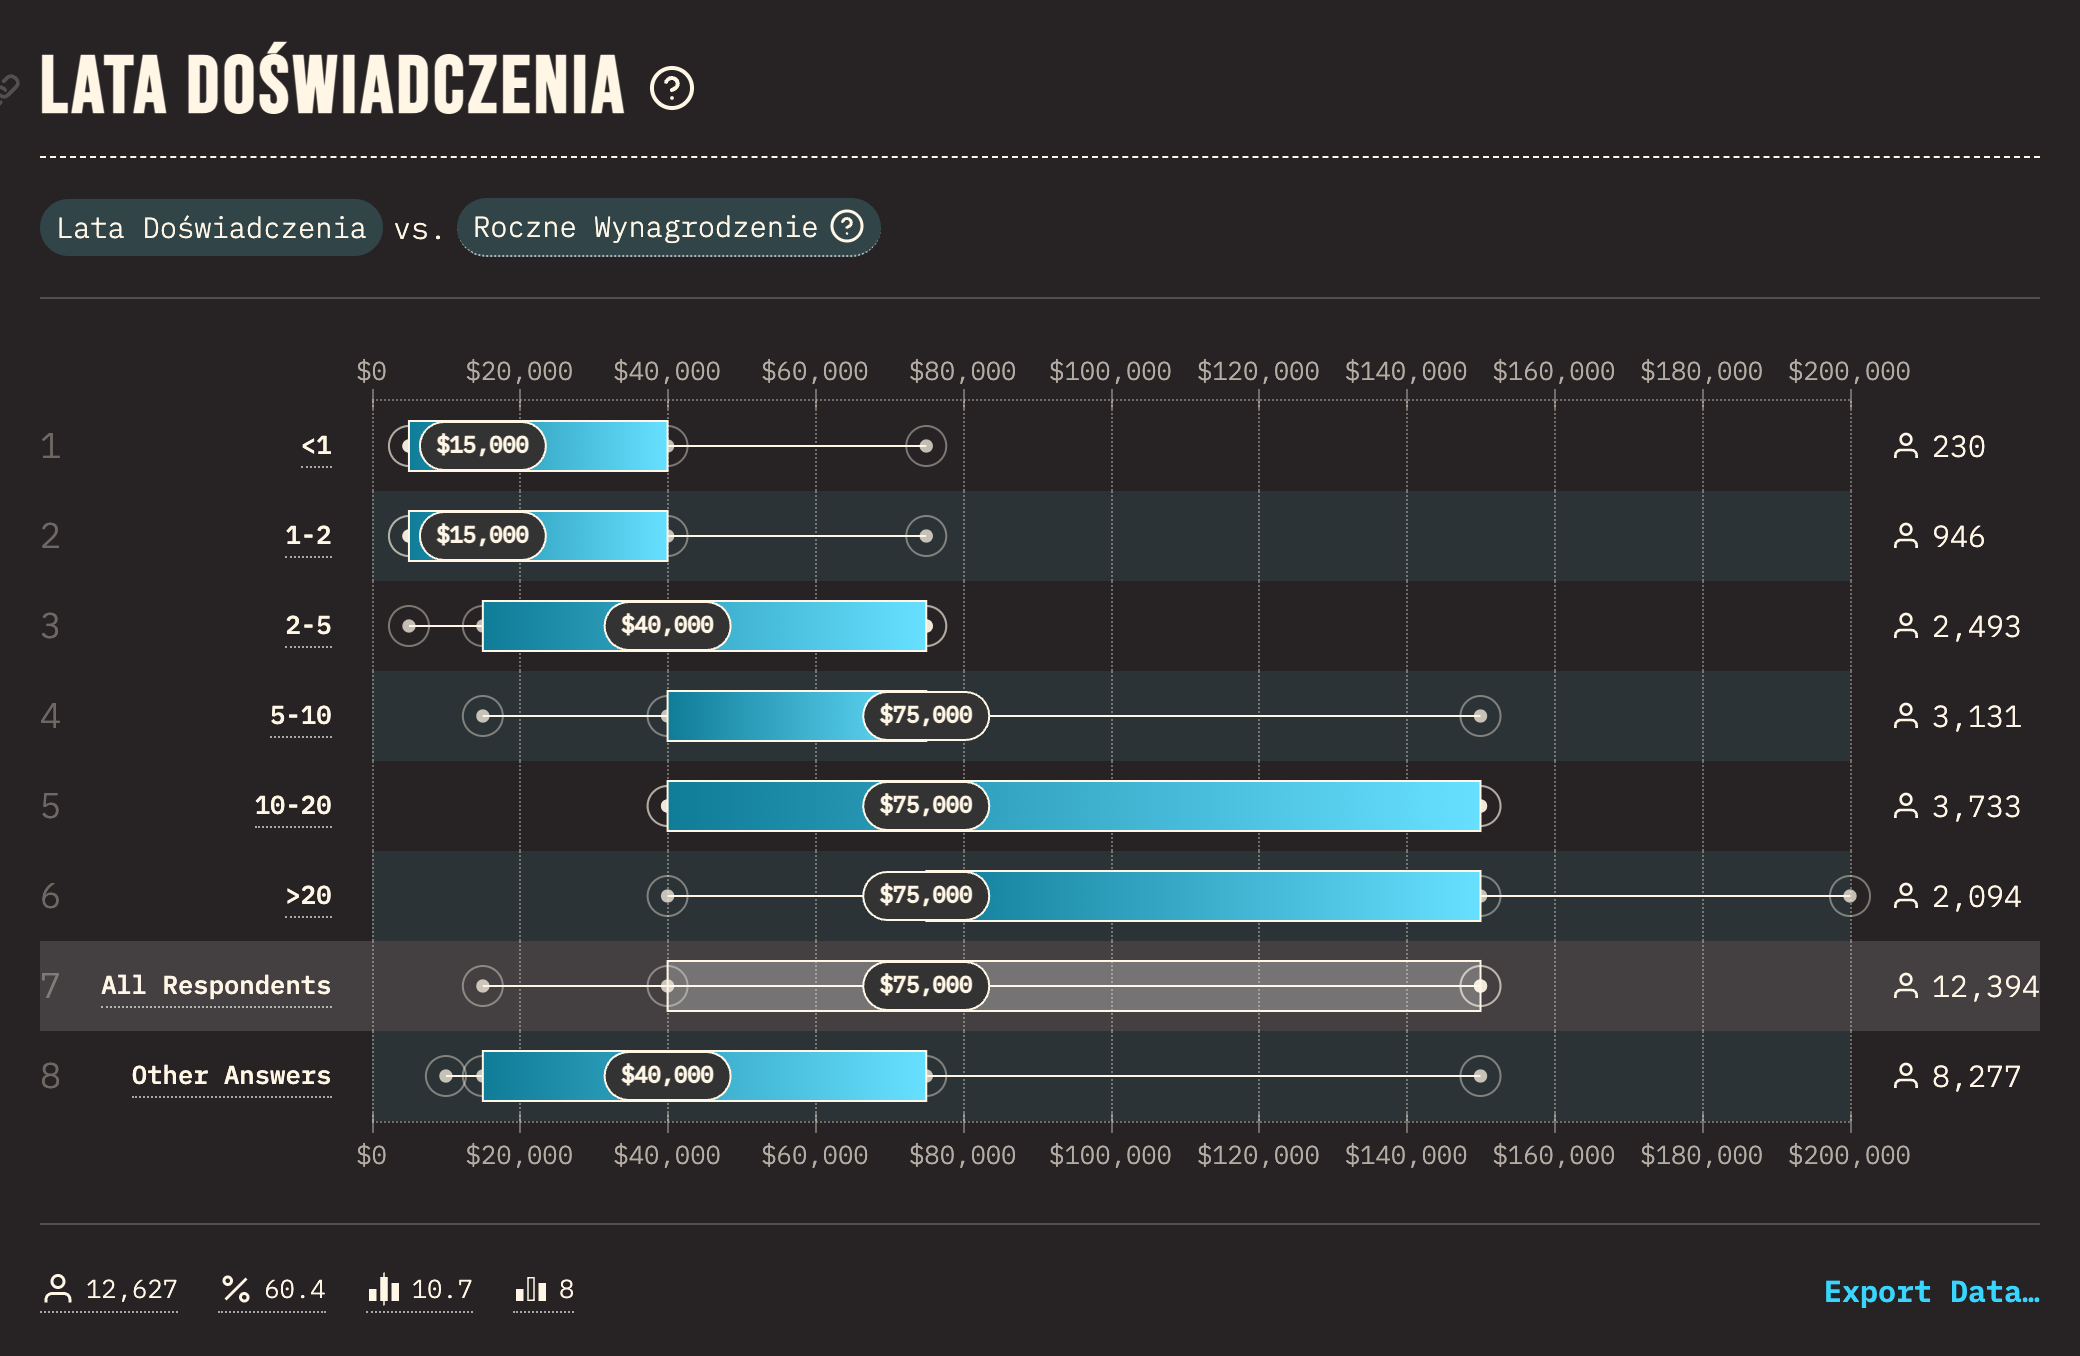 LATA DOŚWIADCZENIA
Lata Doświadczenia vs. Roczne Wynagrodzenie
$0 $20,000 $40,000 $60,000 $80,000 $100,000 $120,000 $140,000 $160,000 $180,000 $200,000
1 <1 $15,000 230
2 1-2 $15,000 946
3 2-5 $40,000 2,493
4 5-10 $75,000 3,131
5 10-20 $75,000 3,733
6 >20 $75,000 2,094
7 All Respondents $75,000 12,394
8 Other Answers $40,000 8,277
$0 $20,000 $40,000 $60,000 $80,000 $100,000 $120,000 $140,000 $160,000 $180,000 $200,000
12,627 % 60.4 10.7 8 Export Data…